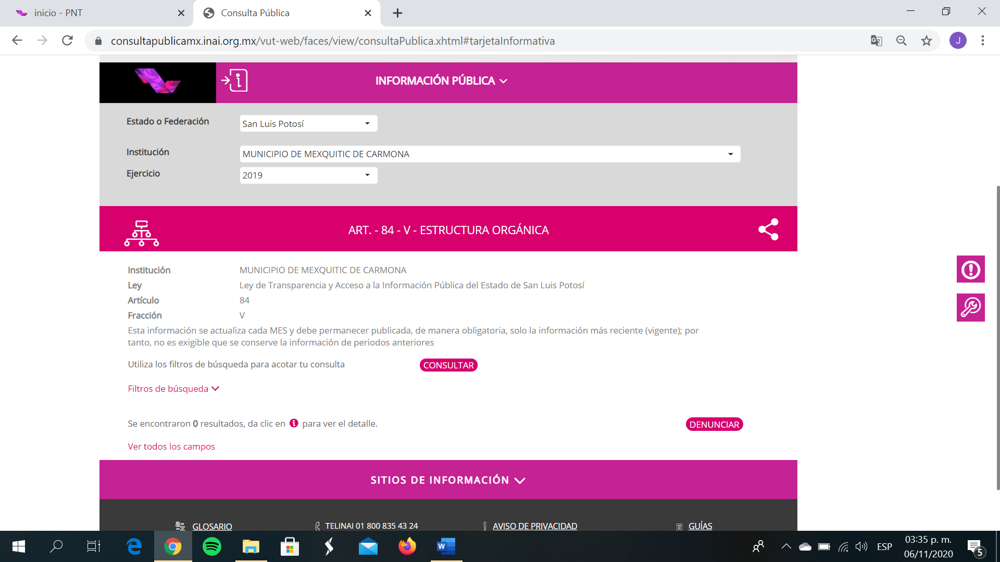 inicio - PNT
Consulta Pública
consultapublicamx.inai.org.mx/vut-web/faces/view/consultaPublica.xhtml#tarjetaInformativa
J
INFORMACIÓN PÚBLICA
Estado o Federación San Luis Potosí
Institución MUNICIPIO DE MEXQUITIC DE CARMONA
Ejercicio 2019
ART. - 84 - V - ESTRUCTURA ORGÁNICA
Institución MUNICIPIO DE MEXQUITIC DE CARMONA
Ley Ley de Transparencia y Acceso a la Información Pública del Estado de San Luis Potosí
Artículo 84
Fracción V
Esta información se actualiza cada MES y debe permanecer publicada, de manera obligatoria, solo la información más reciente (vigente); por
tanto, no es exigible que se conserve la información de periodos anteriores
Utiliza los filtros de búsqueda para acotar tu consulta CONSULTAR
Filtros de búsqueda
Se encontraron 0 resultados, da clic en i para ver el detalle. DENUNCIAR
Ver todos los campos
SITIOS DE INFORMACIÓN
GLOSARIO TELINAI 01 800 835 43 24 AVISO DE PRIVACIDAD GUÍAS
ESP
03:35 p. m.
06/11/2020
5